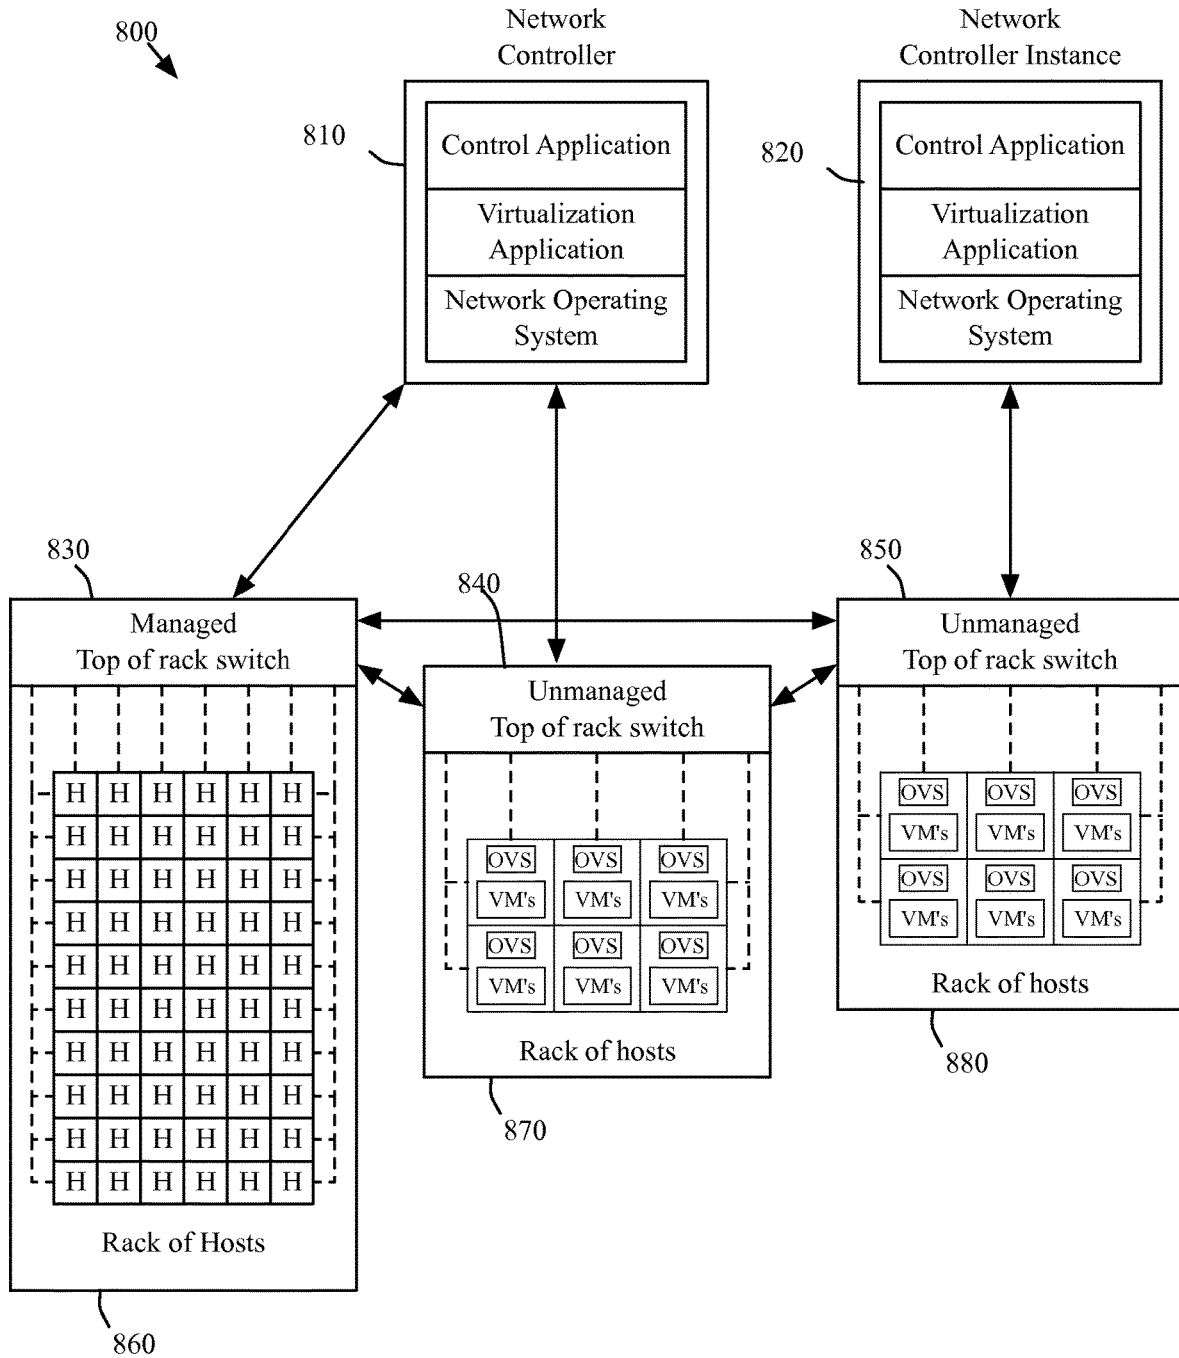 800
Network
Controller
Network
Controller Instance
810
Control Application
Virtualization
Application
Network Operating
System
820
Control Application
Virtualization
Application
Network Operating
System
830
840
850
Managed
Top of rack switch
Unmanaged
Top of rack switch
Unmanaged
Top of rack switch
H H H H H H
H H H H H H
H H H H H H
H H H H H H
H H H H H H
H H H H H H
H H H H H H
H H H H H H
H H H H H H
H H H H H H
Rack of Hosts
860
OVS OVS OVS
VM's VM's VM's
OVS OVS OVS
VM's VM's VM's
Rack of hosts
870
OVS OVS OVS
VM's VM's VM's
OVS OVS OVS
VM's VM's VM's
Rack of hosts
880